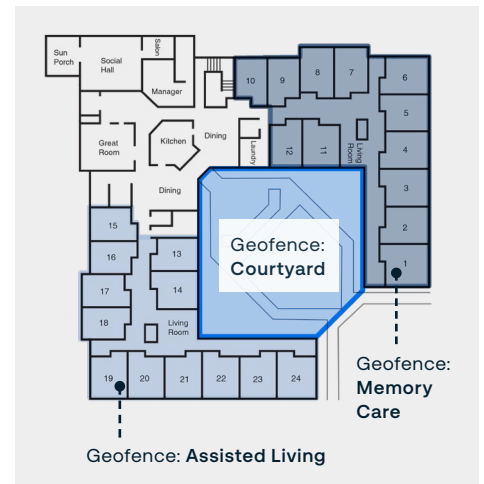 Sun
Porch
Social
Hall
Salon
Manager
10
9
8
7
6
5
4
3
2
1
Great
Room
Kitchen
Dining
Laundry
12
11
Living
Room
Dining
15
16
17
18
13
14
Living
Room
19
20
21
22
23
24
Geofence:
Courtyard
Geofence:
Memory
Care
Geofence: Assisted Living